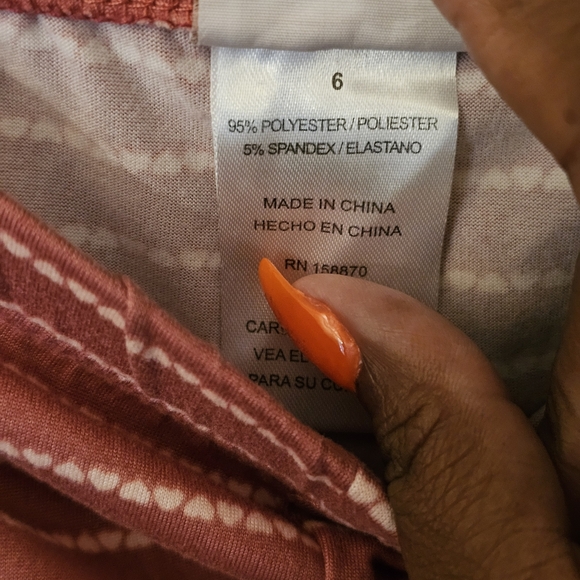 6
95% POLYESTER / POLIESTER
5% SPANDEX / ELASTANO
MADE IN CHINA
HECHO EN CHINA
RN 158870
VEA EL
PARA SU